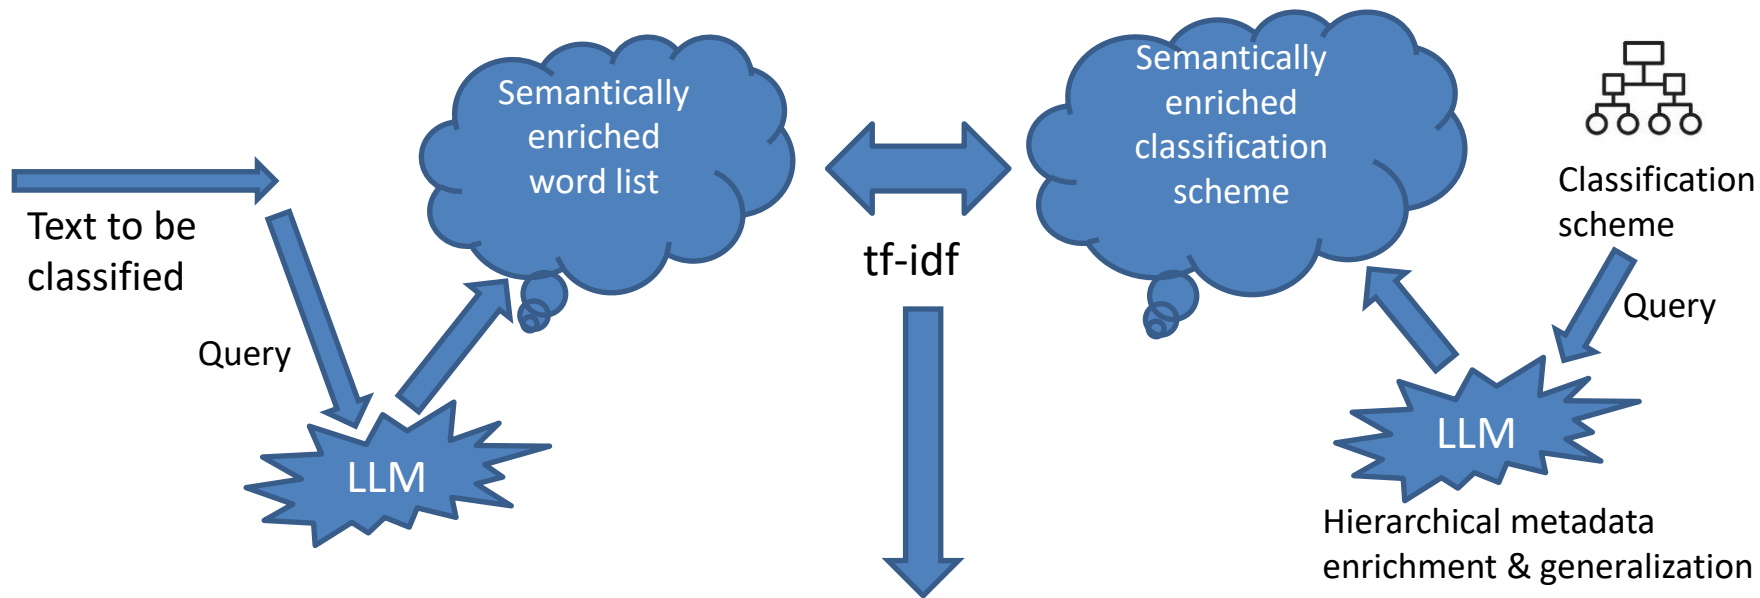 Semantically
enriched
word list
Semantically
enriched
classification
scheme
Classification
scheme
Text to be
classified
tf-idf
Query
Query
LLM
LLM
Hierarchical metadata
enrichment & generalization